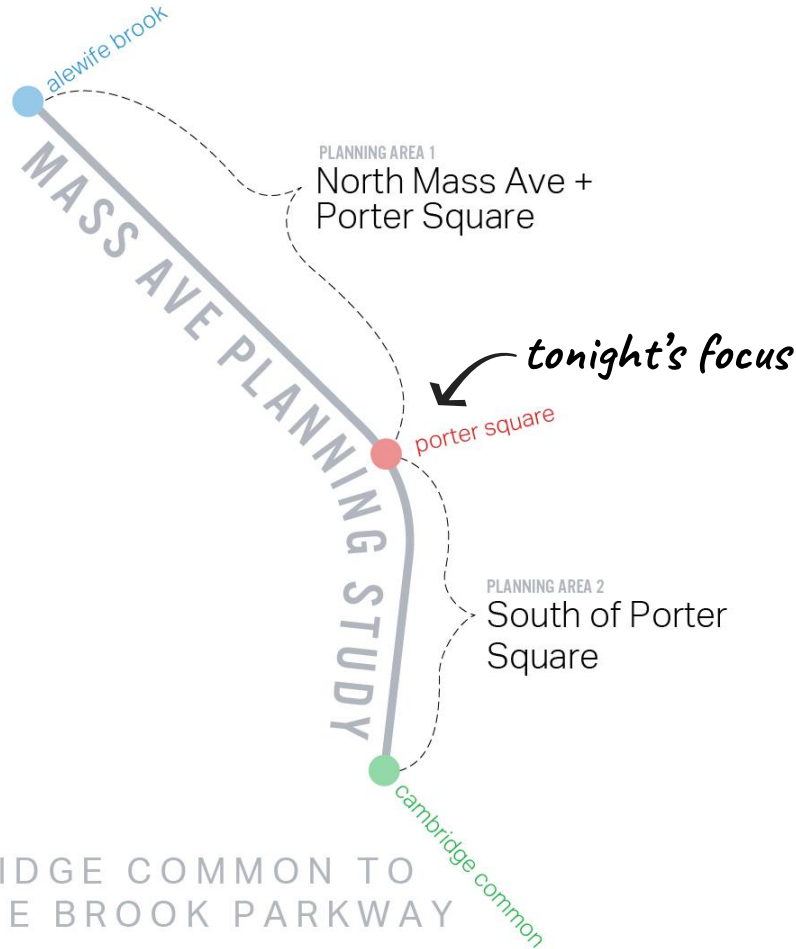 alewife brook
PLANNING AREA 1
North Mass Ave +
Porter Square
MASS AVE PLANNING STUDY
tonight's focus
porter square
PLANNING AREA 2
South of Porter
Square
cambridge common
IDGE COMMON TO
E BROOK PARKWAY